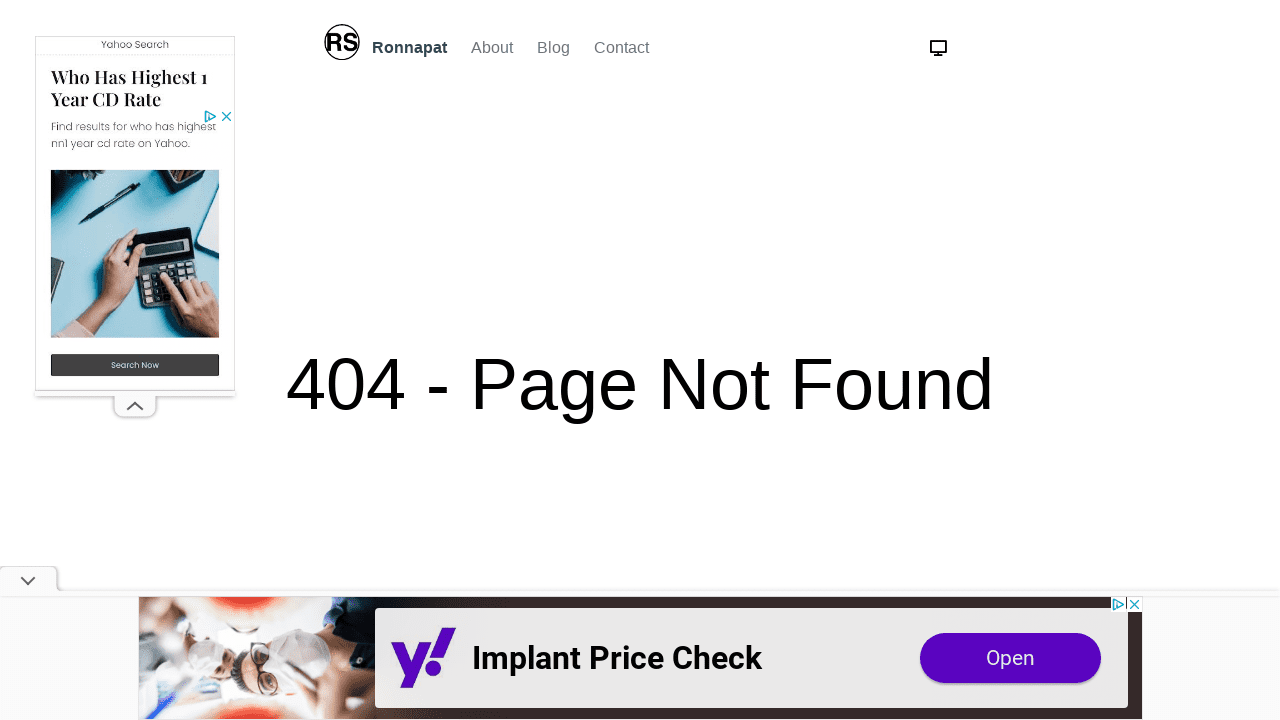 RS Ronnapat About Blog Contact
Yahoo Search
Who Has Highest 1
Year CD Rate
Find results for who has highest
nn1 year cd rate on Yahoo.
Search Now
404 - Page Not Found
y! Implant Price Check Open